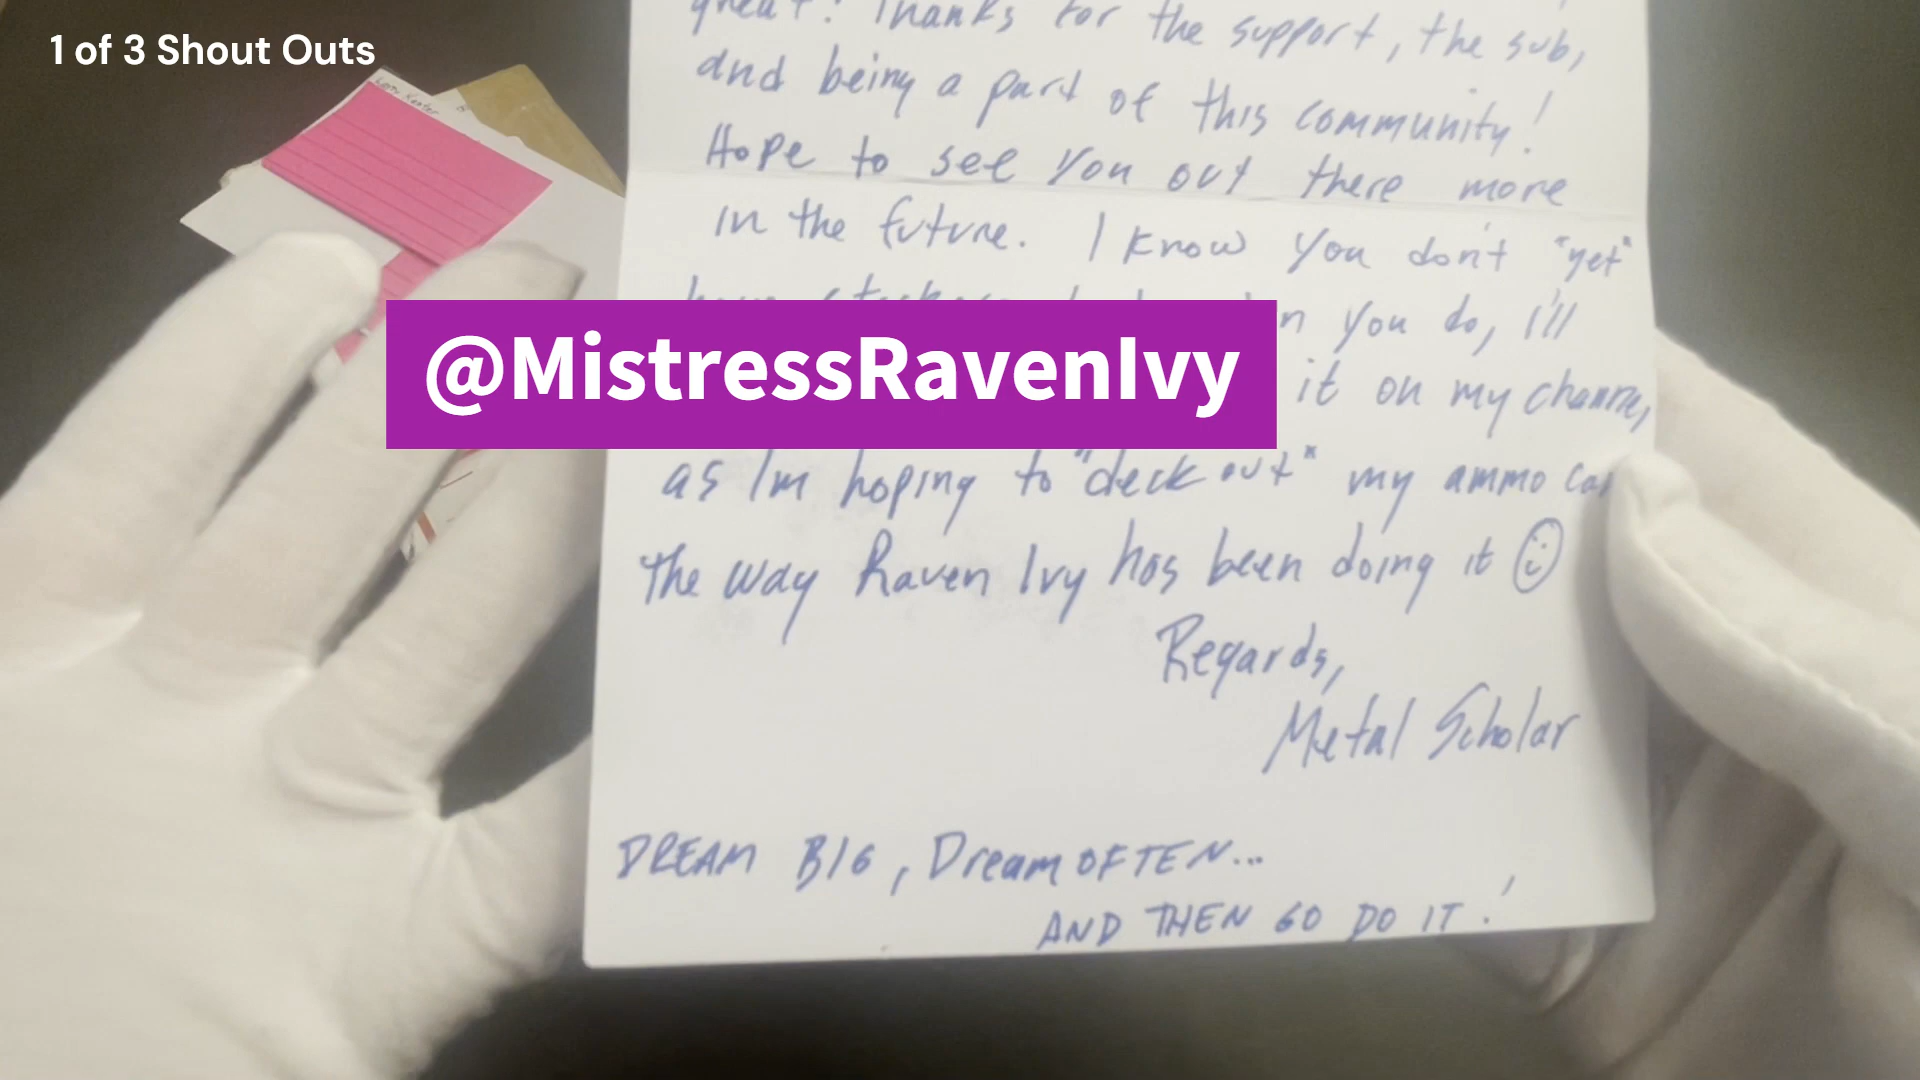 1 of 3 Shout Outs
great! Thanks for the support, the sub,
and being a part of this community!
Hope to see you out there more
in the future. I know you don't "yet"
you do, I'll
@MistressRavenIvy
it on my channel,
as I'm hoping to "deck out" my ammo can
the way Raven Ivy has been doing it ☺
Regards,
Metal Scholar
DREAM BIG, Dream OFTEN...
AND THEN GO DO IT!